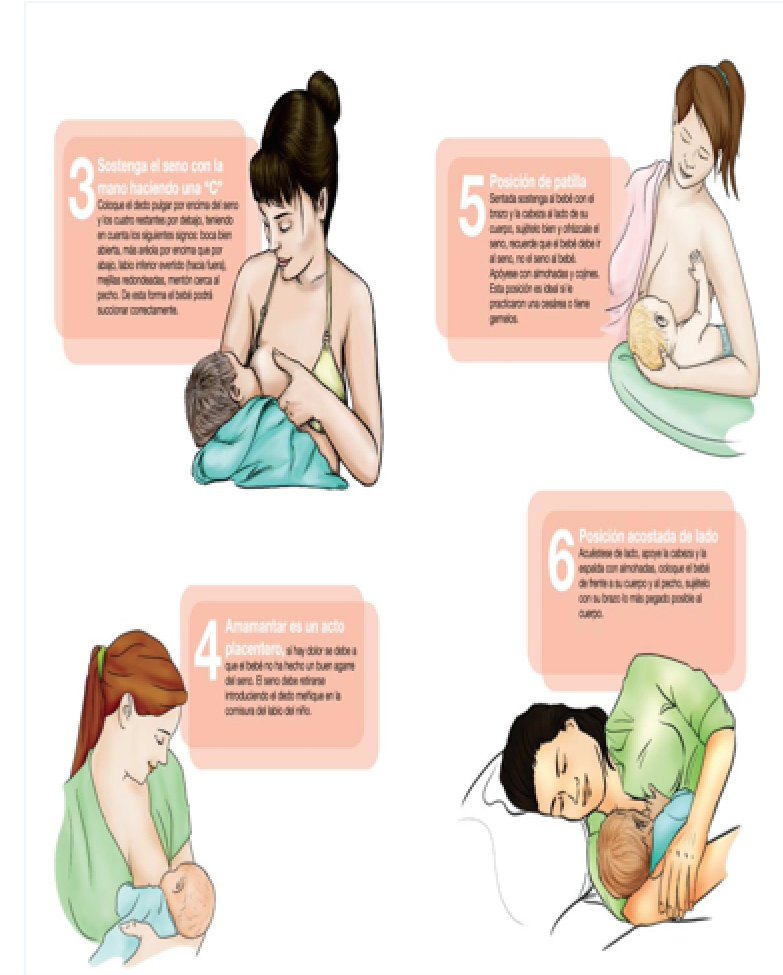 3
Sostenga el seno con la
mano haciendo una “C”
Coloque el dedo pulgar por encima del seno
y los cuatro restantes por debajo, teniendo
en cuenta los siguientes signos: boca bien
abierta, más aréola por encima que por
abajo, labio inferior evertido (hacia fuera),
mejillas redondeadas, mentón cerca al
pecho. De esta forma el bebé podrá
succionar correctamente.
4
Amamantar es un acto
placentero, si hay dolor se debe a
que el bebé no ha hecho un buen agarre
del seno. El seno debe retirarse
introduciendo el dedo meñique en la
comisura del labio del niño.
5
Posición de patilla
Sentada sostenga al bebé con el
brazo y la cabeza al lado de su
cuerpo, sujételo bien y ofrézcale el
seno, recuerde que el bebé debe ir
al seno, no el seno al bebé.
Apóyese con almohadas y cojines.
Esta posición es ideal si le
practicaron una cesárea o tiene
gemelos.
6
Posición acostada de lado
Acuéstese de lado, apoye la cabeza y la
espalda con almohadas, coloque el bebé
de frente a su cuerpo y al pecho, sujételo
con su brazo lo más pegado posible al
cuerpo.